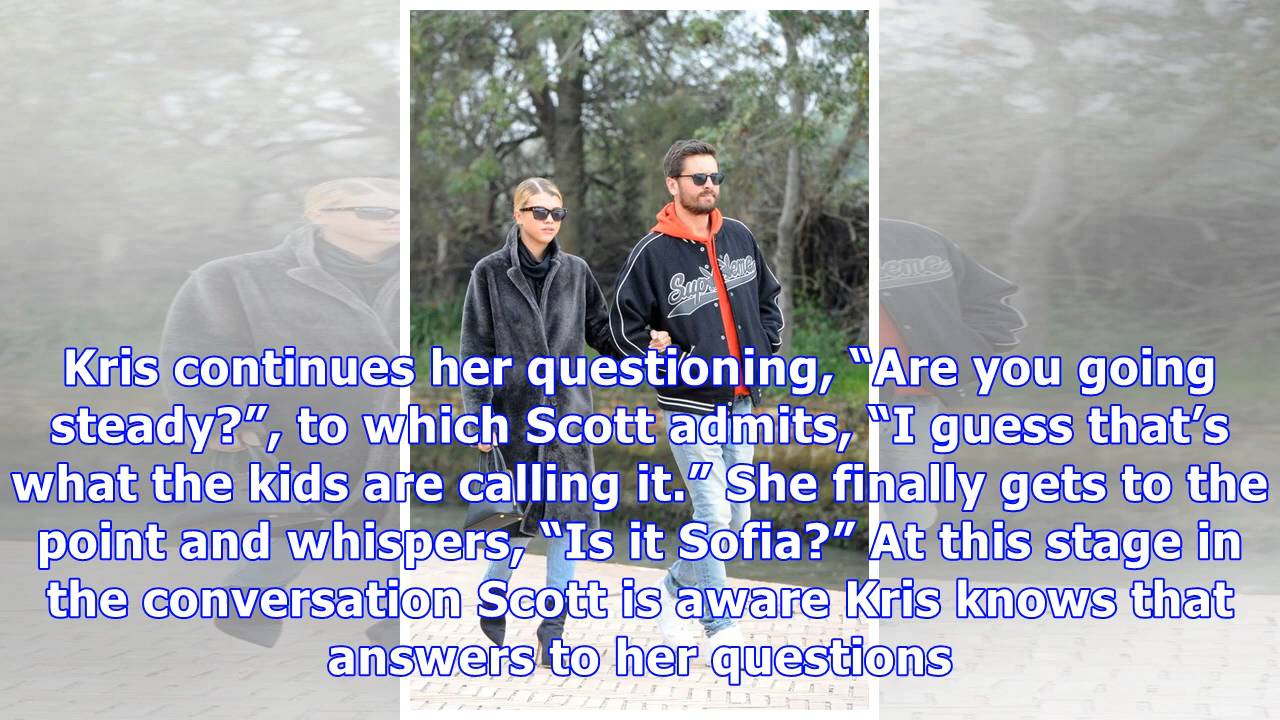 Supreme
Kris continues her questioning, “Are you going
steady?”, to which Scott admits, “I guess that’s
what the kids are calling it.” She finally gets to the
point and whispers, “Is it Sofia?” At this stage in
the conversation Scott is aware Kris knows that
answers to her questions